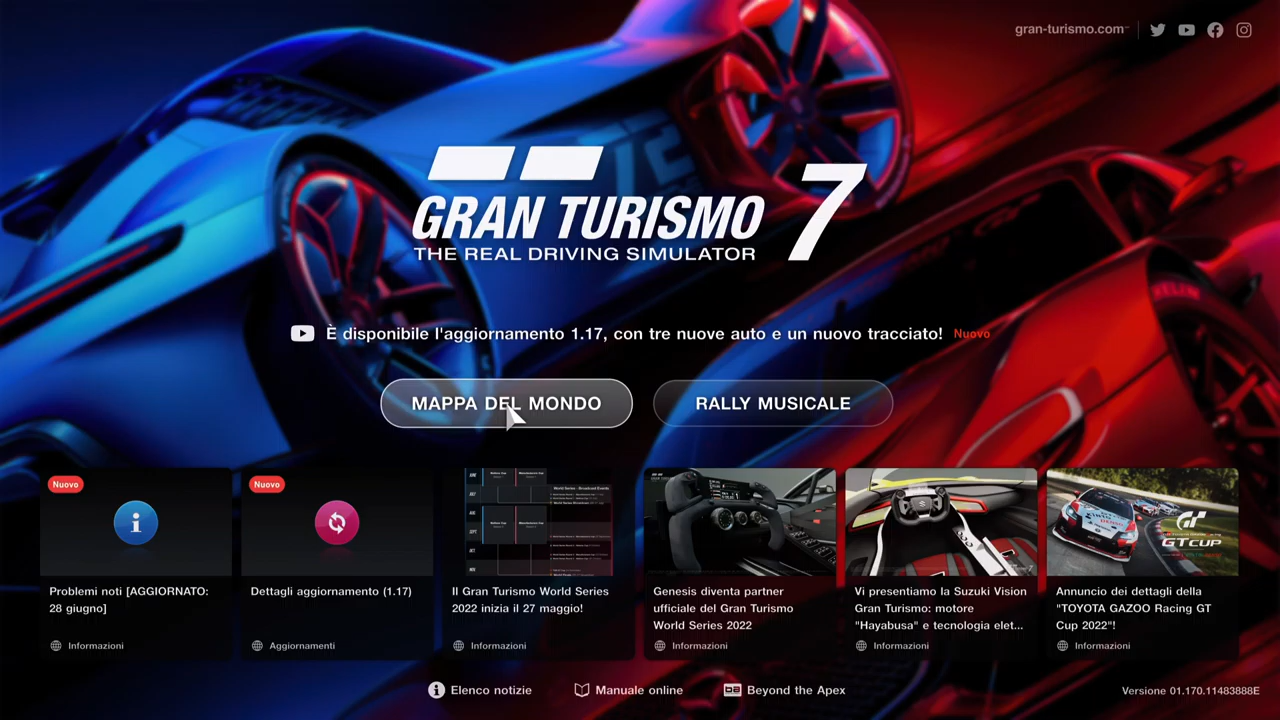 gran-turismo.com
GRAN TURISMO 7
THE REAL DRIVING SIMULATOR
È disponibile l'aggiornamento 1.17, con tre nuove auto e un nuovo tracciato! Nuovo
MAPPA DEL MONDO
RALLY MUSICALE
Nuovo
Problemi noti [AGGIORNATO:
28 giugno]
Informazioni
Nuovo
Dettagli aggiornamento (1.17)
Aggiornamenti
Il Gran Turismo World Series
2022 inizia il 27 maggio!
Informazioni
Genesis diventa partner
ufficiale del Gran Turismo
World Series 2022
Informazioni
Vi presentiamo la Suzuki Vision
Gran Turismo: motore
"Hayabusa" e tecnologia elet...
Informazioni
GT CUP
Annuncio dei dettagli della
"TOYOTA GAZOO Racing GT
Cup 2022"!
Informazioni
Elenco notizie
Manuale online
Beyond the Apex
Versione 01.170.11483888E